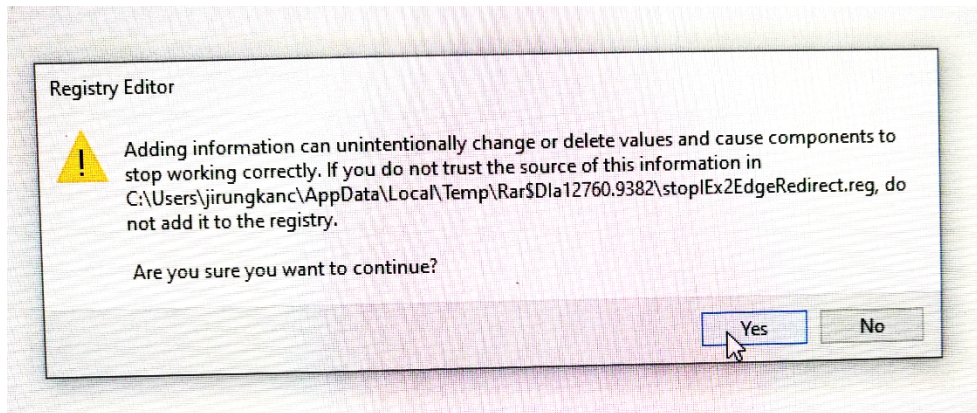 Registry Editor
Adding information can unintentionally change or delete values and cause components to
stop working correctly. If you do not trust the source of this information in
C:\Users\jirungkanc\AppData\Local\Temp\Rar$DIa12760.9382\stopIEx2EdgeRedirect.reg, do
not add it to the registry.
Are you sure you want to continue?
Yes
No